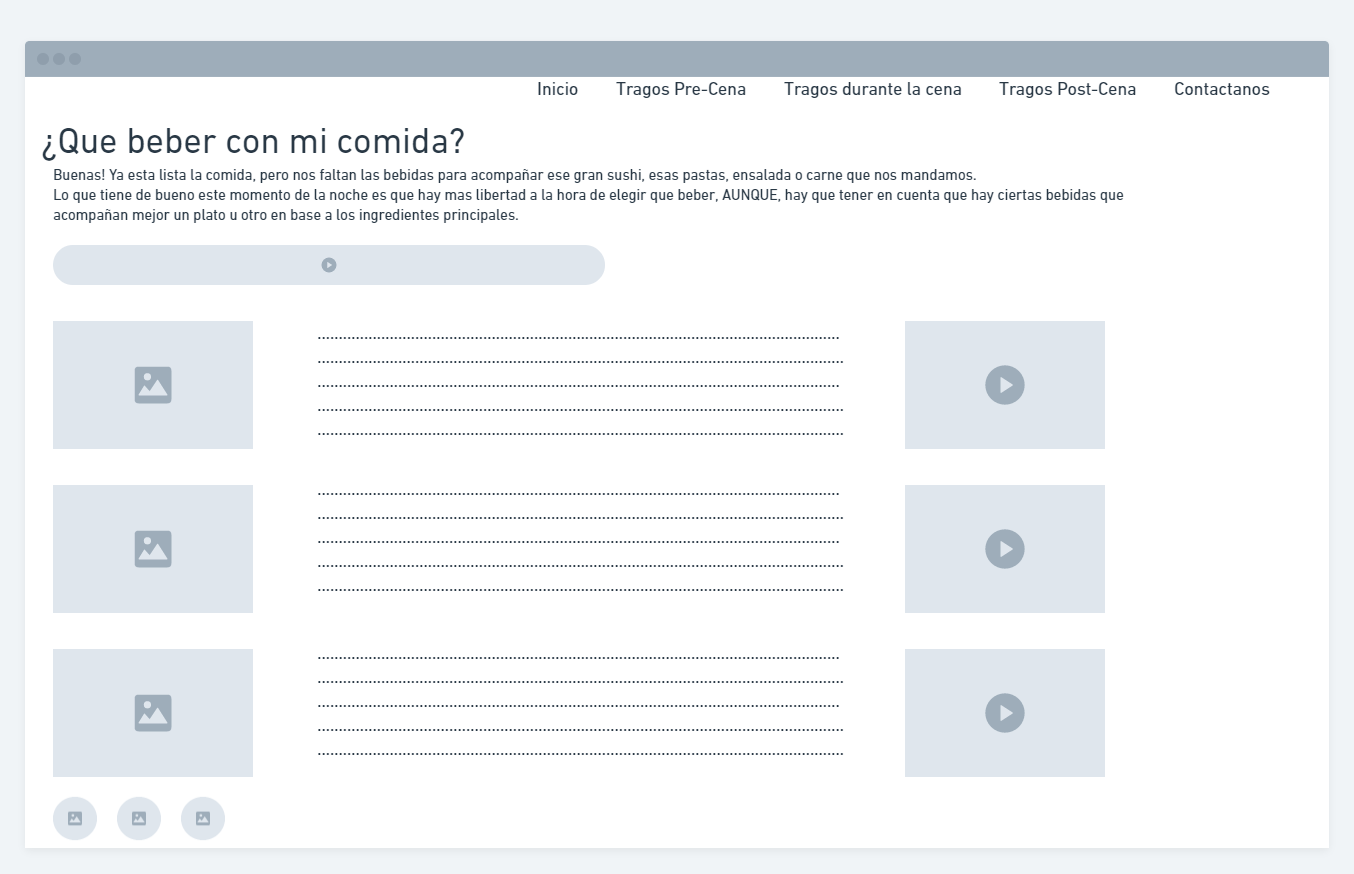 Inicio Tragos Pre-Cena Tragos durante la cena Tragos Post-Cena Contactanos
¿Que beber con mi comida?
Buenas! Ya esta lista la comida, pero nos faltan las bebidas para acompañar ese gran sushi, esas pastas, ensalada o carne que nos mandamos.
Lo que tiene de bueno este momento de la noche es que hay mas libertad a la hora de elegir que beber, AUNQUE, hay que tener en cuenta que hay ciertas bebidas que
acompañan mejor un plato u otro en base a los ingredientes principales.